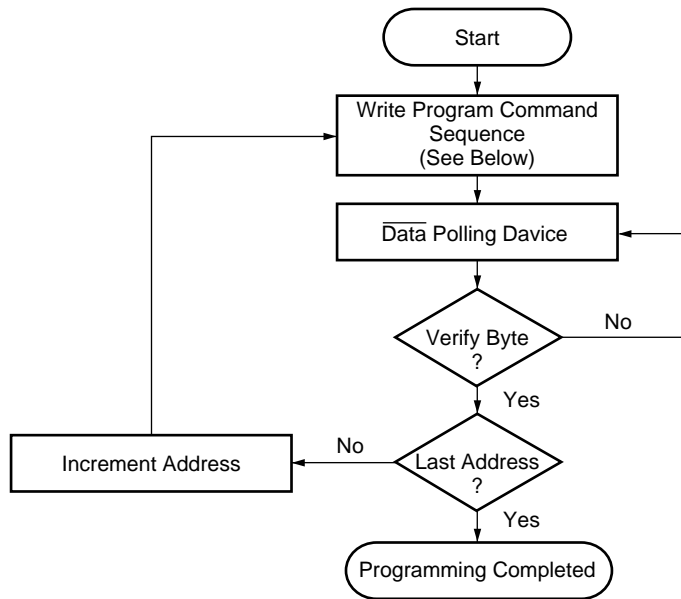 Start
Write Program Command
Sequence
(See Below)
Data Polling Davice
Verify Byte
?
No
Yes
Last Address
?
No
Increment Address
Yes
Programming Completed